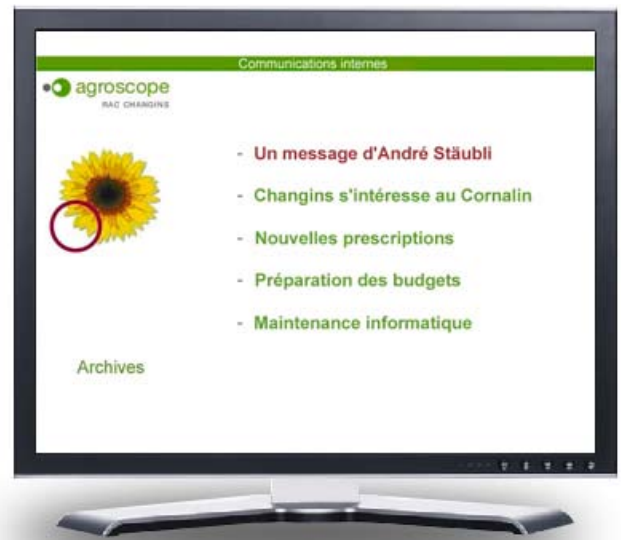 Communications internes
agroscope
RAC CHANGINS
- Un message d'André Stäubli
- Changins s'intéresse au Cornalin
- Nouvelles prescriptions
- Préparation des budgets
- Maintenance informatique
Archives